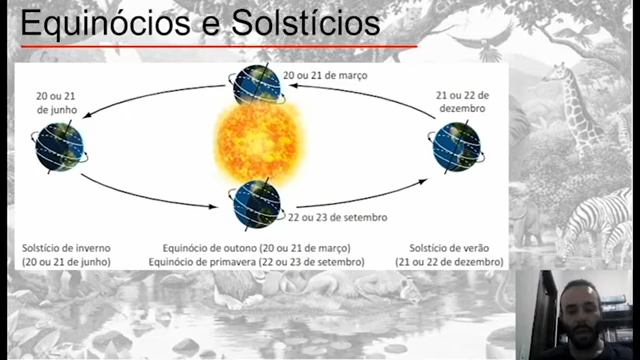 Equinócios e Solstícios
20 ou 21 de março
20 ou 21
de junho
21 ou 22 de
dezembro
22 ou 23 de setembro
Solstício de inverno
(20 ou 21 de junho)
Equinócio de outono (20 ou 21 de março)
Equinócio de primavera (22 ou 23 de setembro)
Solstício de verão
(21 ou 22 de dezembro)